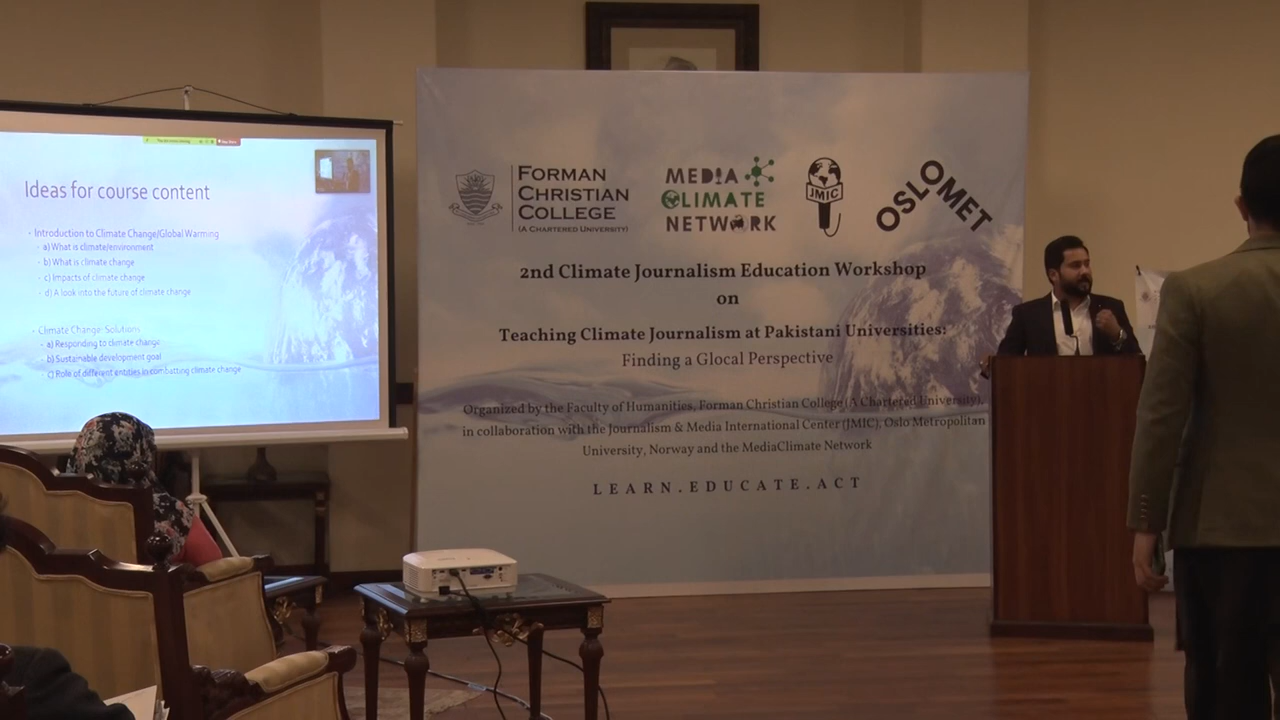 Ideas for course content
- Introduction to Climate Change/Global Warming
- a) What is climate/environment
- b) What is climate change
- c) Impacts of climate change
- d) A look into the future of climate change
- Climate Change: Solutions
- a) Responding to climate change
- b) Sustainable development goal
- c) Role of different entities in combatting climate change
FORMAN
CHRISTIAN
COLLEGE
(A CHARTERED UNIVERSITY)
MEDIA
CLIMATE
NETWORK
JMIC
OSLOMET
2nd Climate Journalism Education Workshop
on
Teaching Climate Journalism at Pakistani Universities:
Finding a Glocal Perspective
Organized by the Faculty of Humanities, Forman Christian College (A Chartered University),
in collaboration with the Journalism & Media International Center (JMIC), Oslo Metropolitan
University, Norway and the MediaClimate Network
LEARN.EDUCATE.ACT